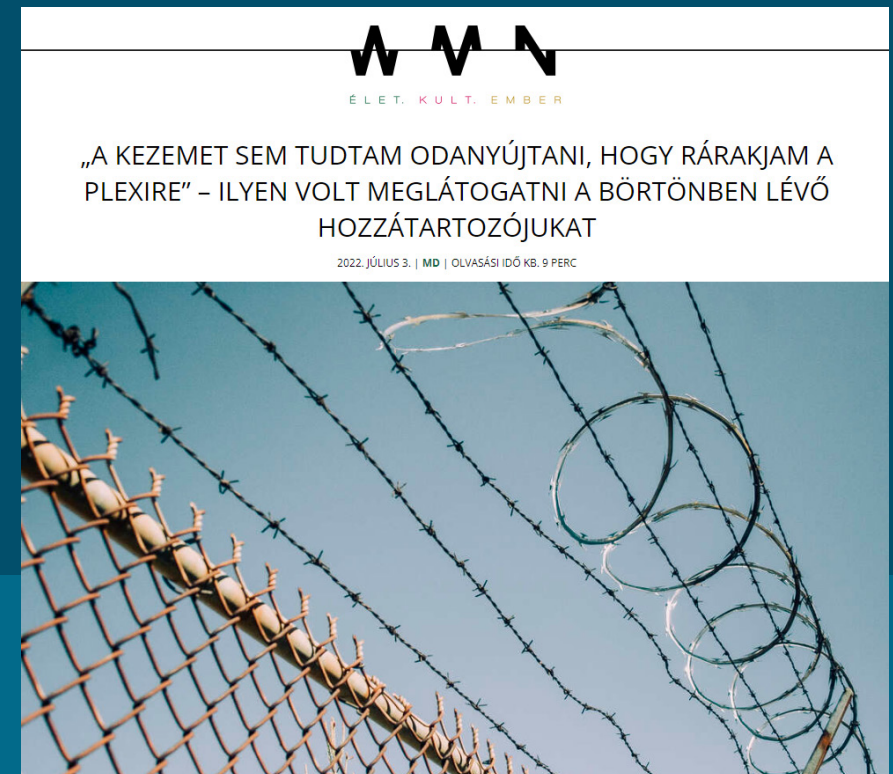 WMN
ÉLET. KULT. EMBER
„A KEZEMET SEM TUDTAM ODANYÚJTANI, HOGY RÁRAKJAM A
PLEXIRE” – ILYEN VOLT MEGLÁTOGATNI A BÖRTÖNBEN LÉVŐ
HOZZÁTARTOZÓJUKAT
2022. JÚLIUS 3. | MD | OLVASÁSI IDŐ KB. 9 PERC